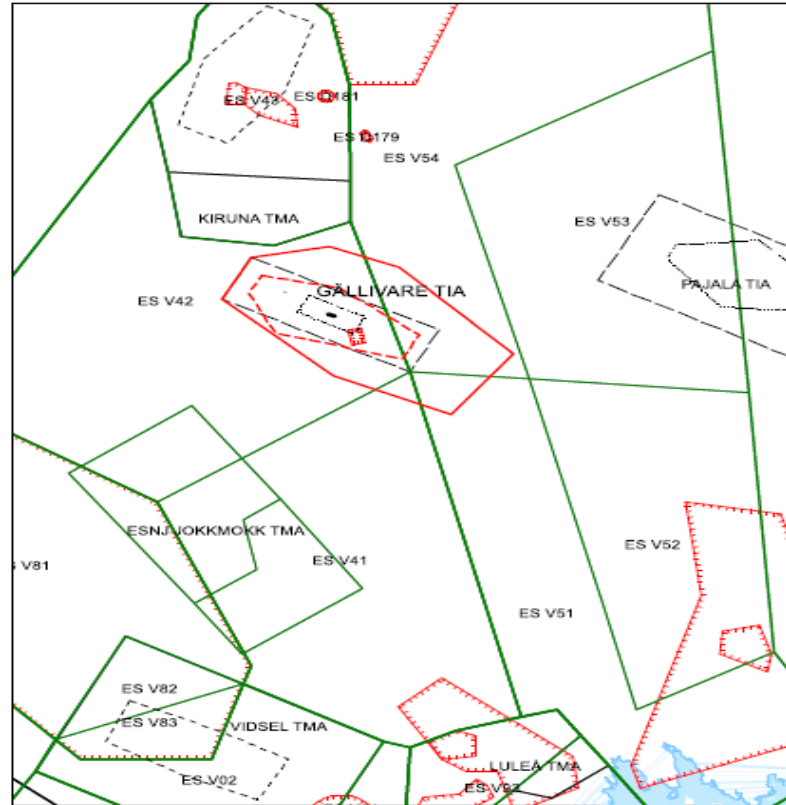 ES V43
ES D181
ES D179
ES V54
KIRUNA TMA
ES V53
PAJALA TIA
GÄLLIVARE TIA
ES V42
ESNJ JOKKMOKK TMA
ES V41
ES V52
S V81
ES V51
ES V82
ES V83
VIDSEL TMA
ES V02
LULEÅ TMA